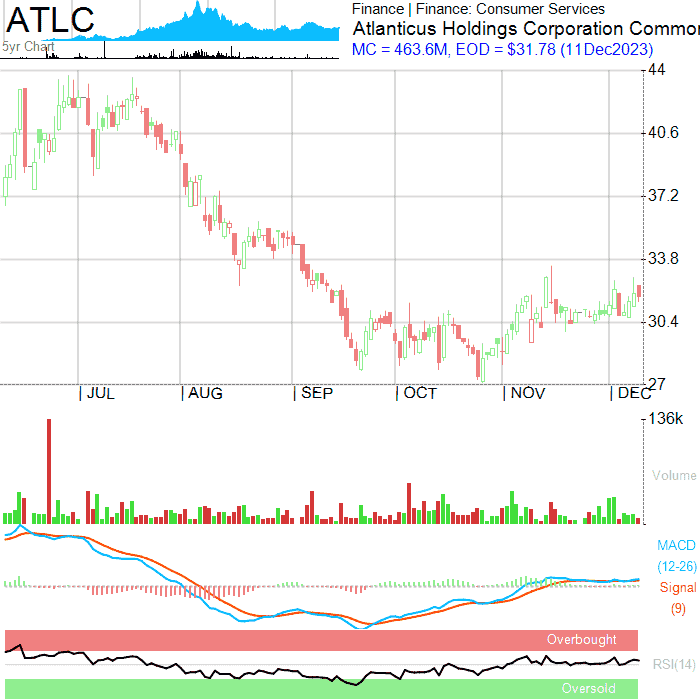 ATLC
5yr Chart
Finance | Finance: Consumer Services
Atlanticus Holdings Corporation Common
MC = 463.6M, EOD = $31.78 (11Dec2023)
44
40.6
37.2
33.8
30.4
27
JUL AUG SEP OCT NOV DEC
136k
Volume
MACD
(12-26)
Signal
(9)
Overbought
RSI(14)
Oversold